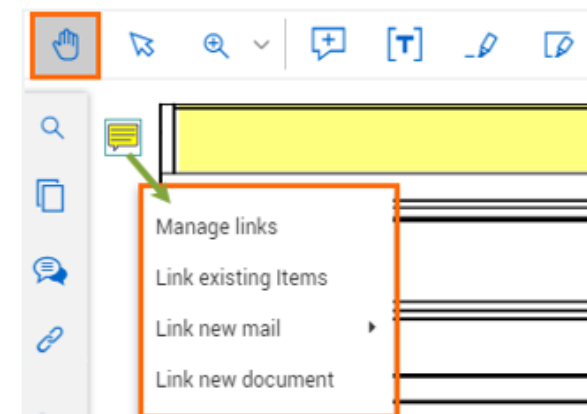 T
Manage links
Link existing Items
Link new mail
Link new document